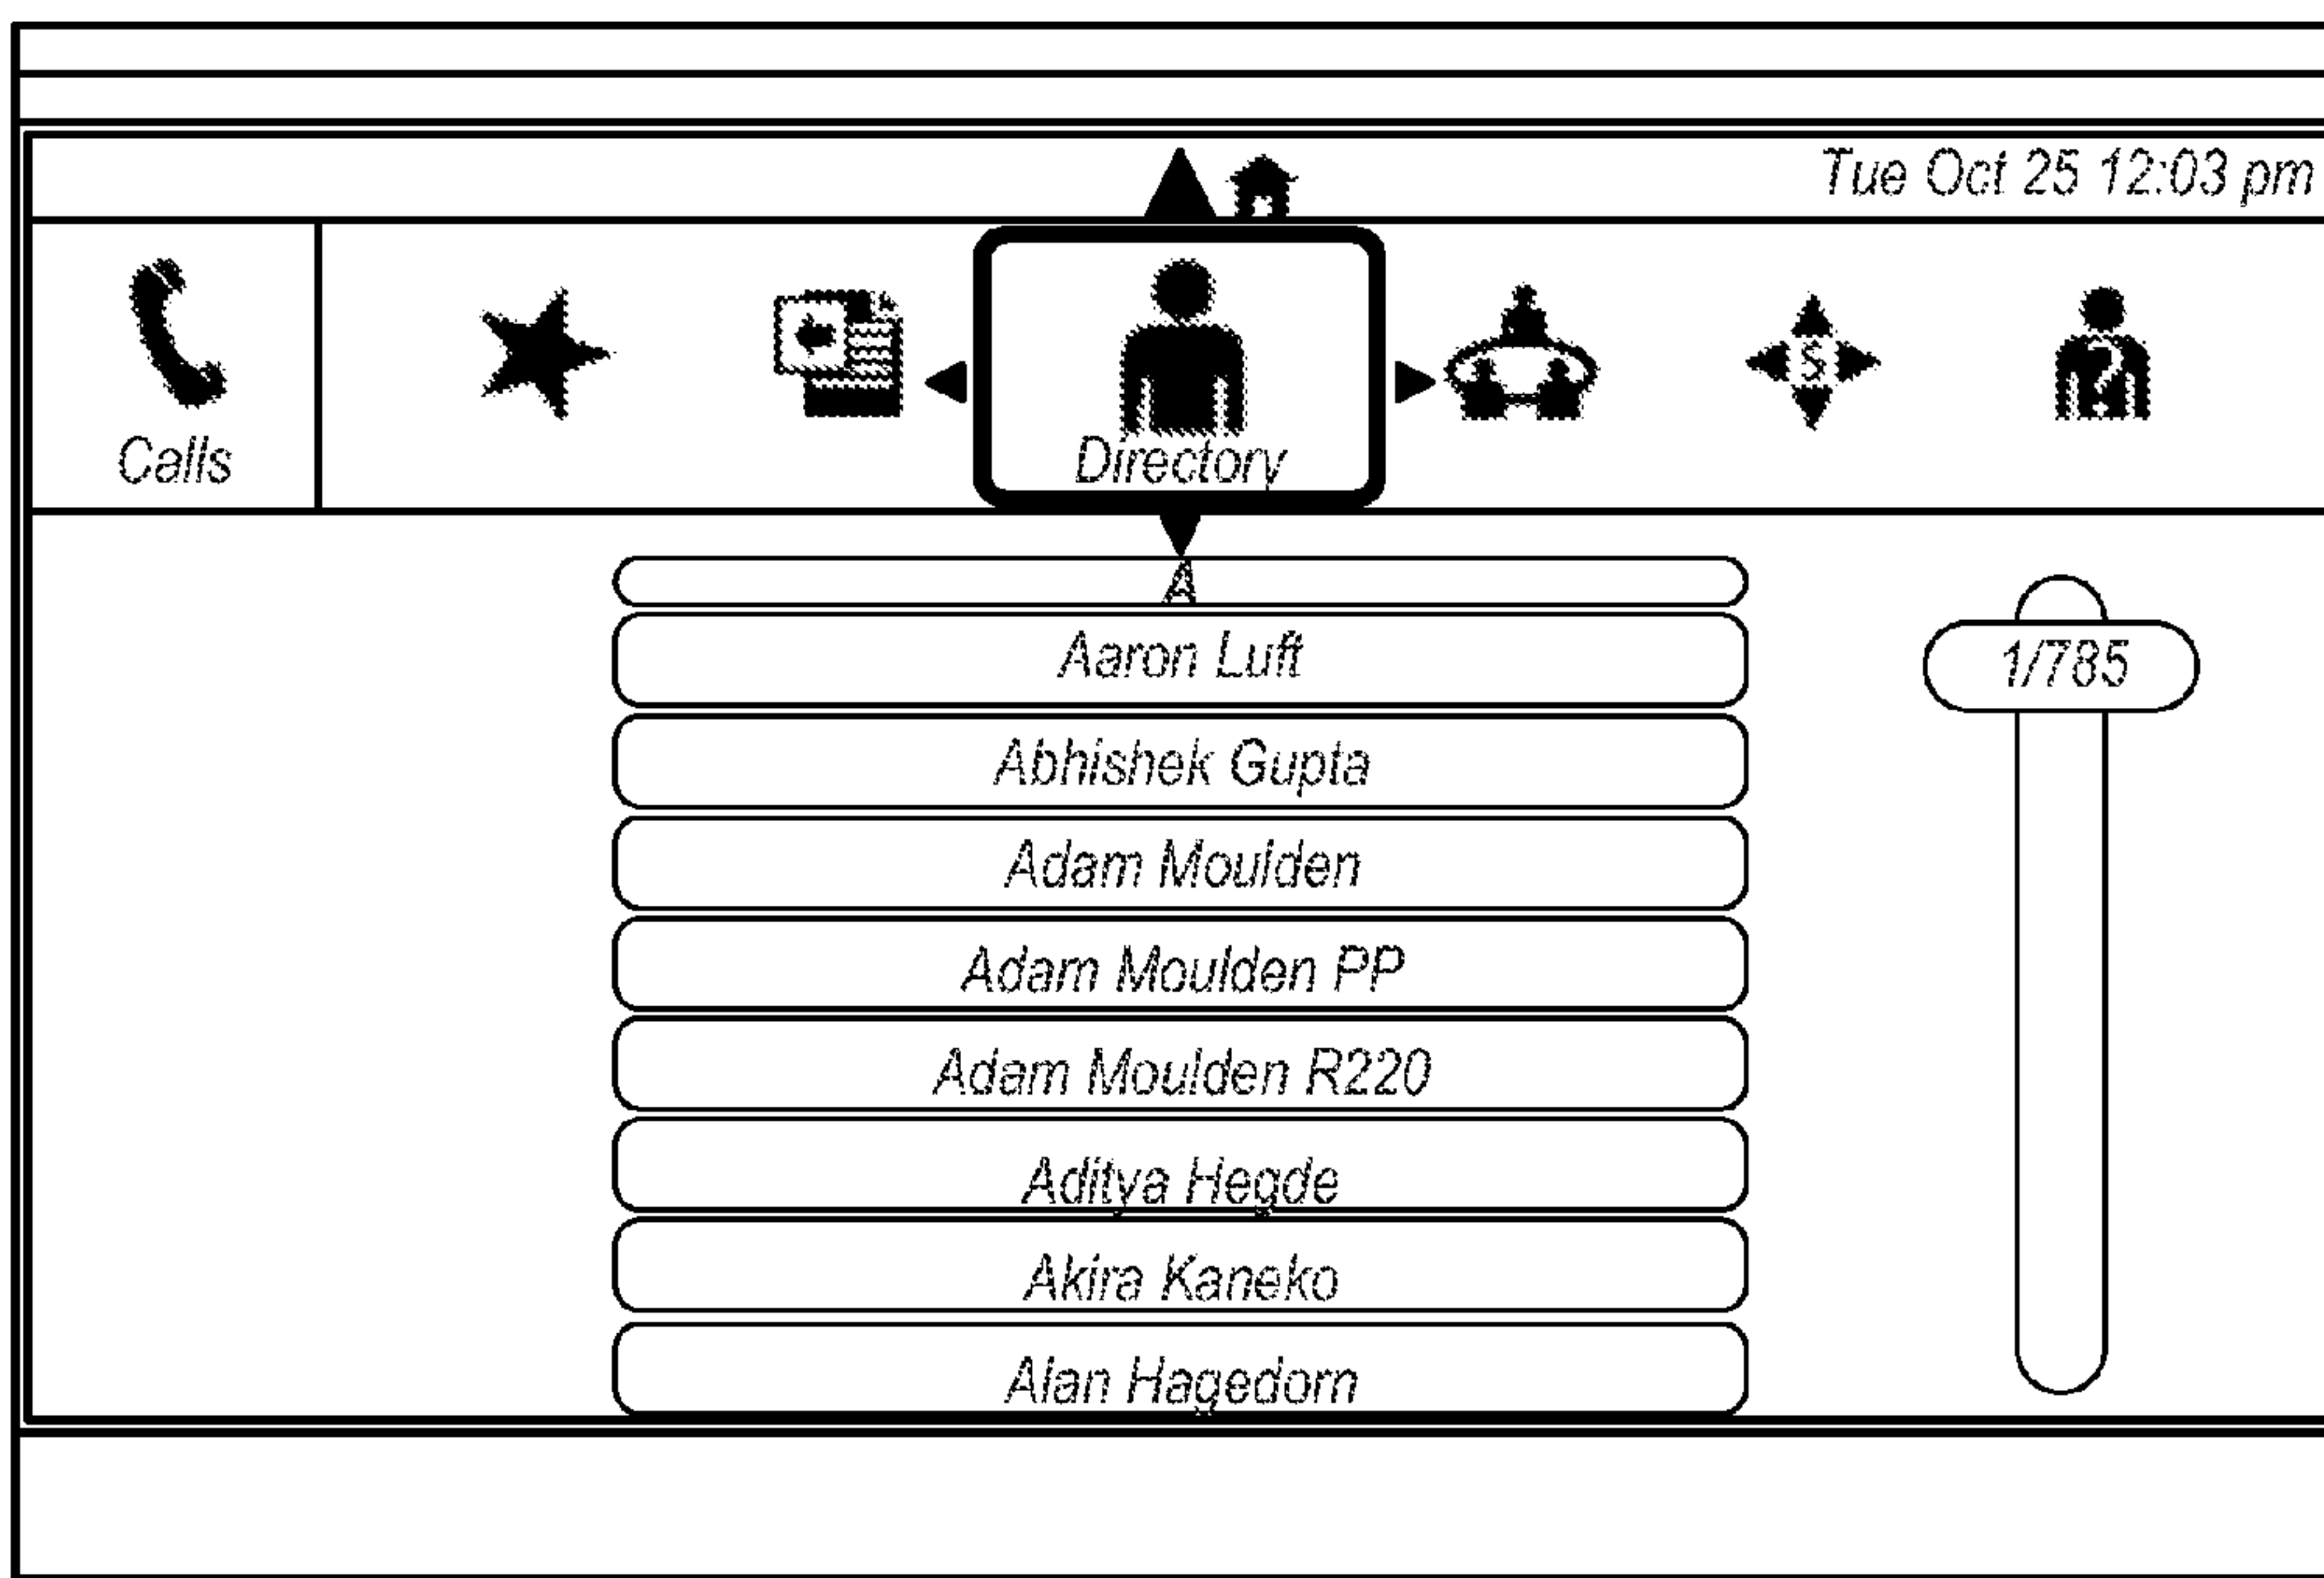 Tue Oct 25 12:03 pm
Calls
Directory
A
Aaron Luft
1/785
Abhishek Gupta
Adam Moulden
Adam Moulden PP
Adam Moulden R220
Aditya Hegde
Akira Kaneko
Alan Hagedorn